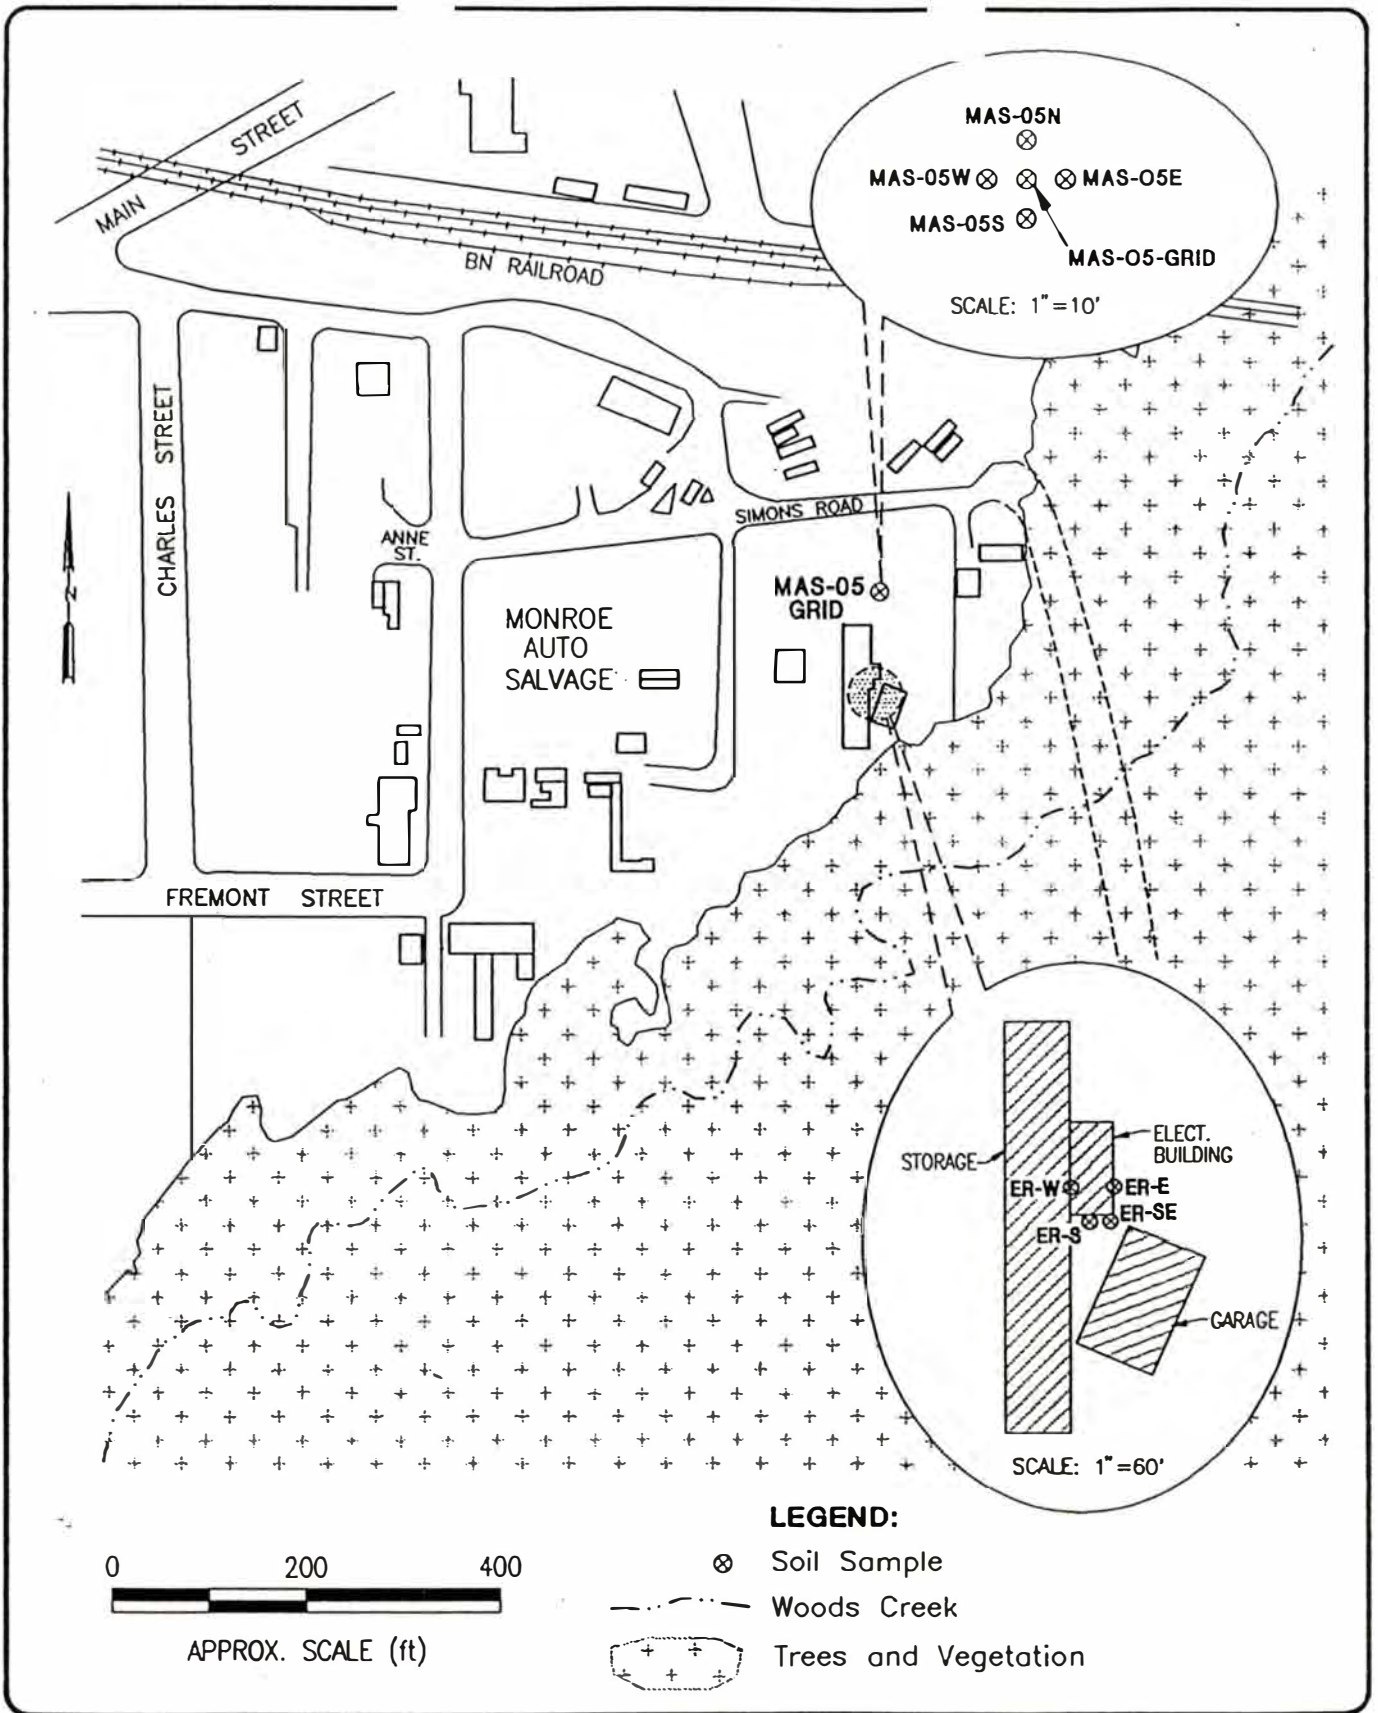 MAIN STREET
BN RAILROAD
MAS-05N
MAS-05W
MAS-05E
MAS-05S
MAS-05-GRID
SCALE: 1"=10'
CHARLES STREET
N
ANNE
ST.
SIMONS ROAD
MAS-05
GRID
MONROE
AUTO
SALVAGE
FREMONT STREET
STORAGE
ELECT.
BUILDING
ER-W
ER-E
ER-SE
ER-S
GARAGE
SCALE: 1"=60'
LEGEND:
Soil Sample
Woods Creek
Trees and Vegetation
0 200 400
APPROX. SCALE (ft)